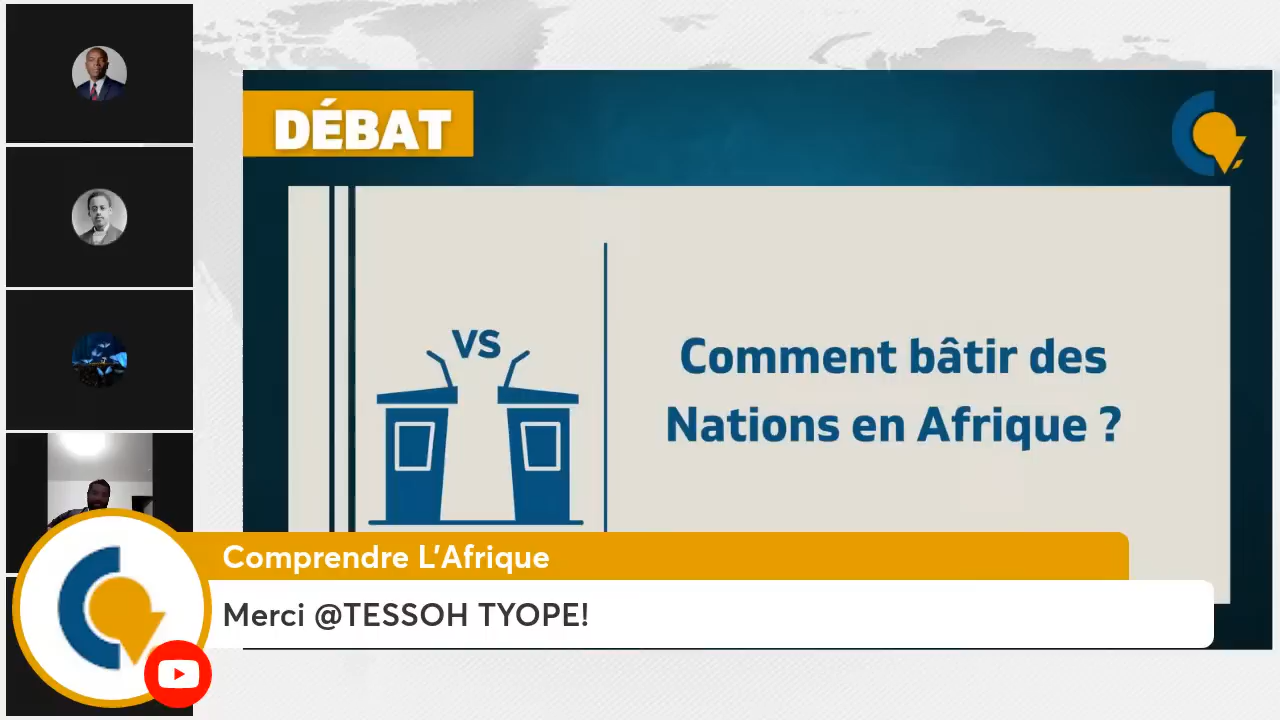 DÉBAT
VS
Comment bâtir des
Nations en Afrique ?
Comprendre L'Afrique
Merci @TESSOH TYOPE!